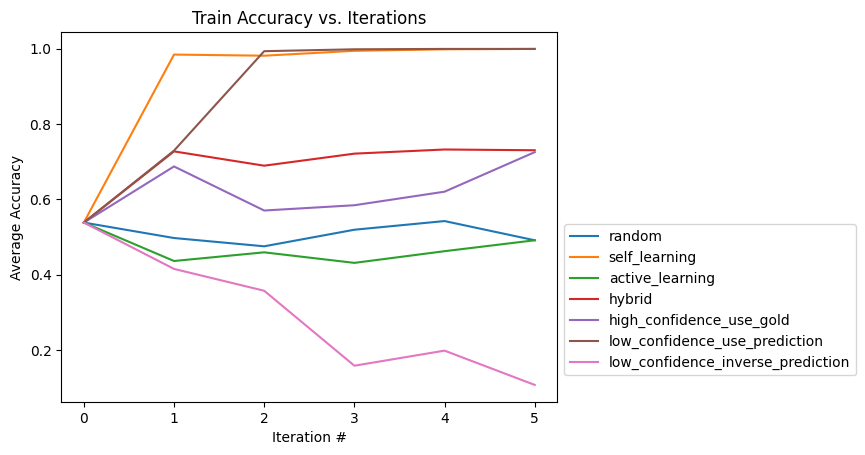 Train Accuracy vs. Iterations
Average Accuracy
1.0
0.8
0.6
0.4
0.2
0 1 2 3 4 5
Iteration #
random
self_learning
active_learning
hybrid
high_confidence_use_gold
low_confidence_use_prediction
low_confidence_inverse_prediction